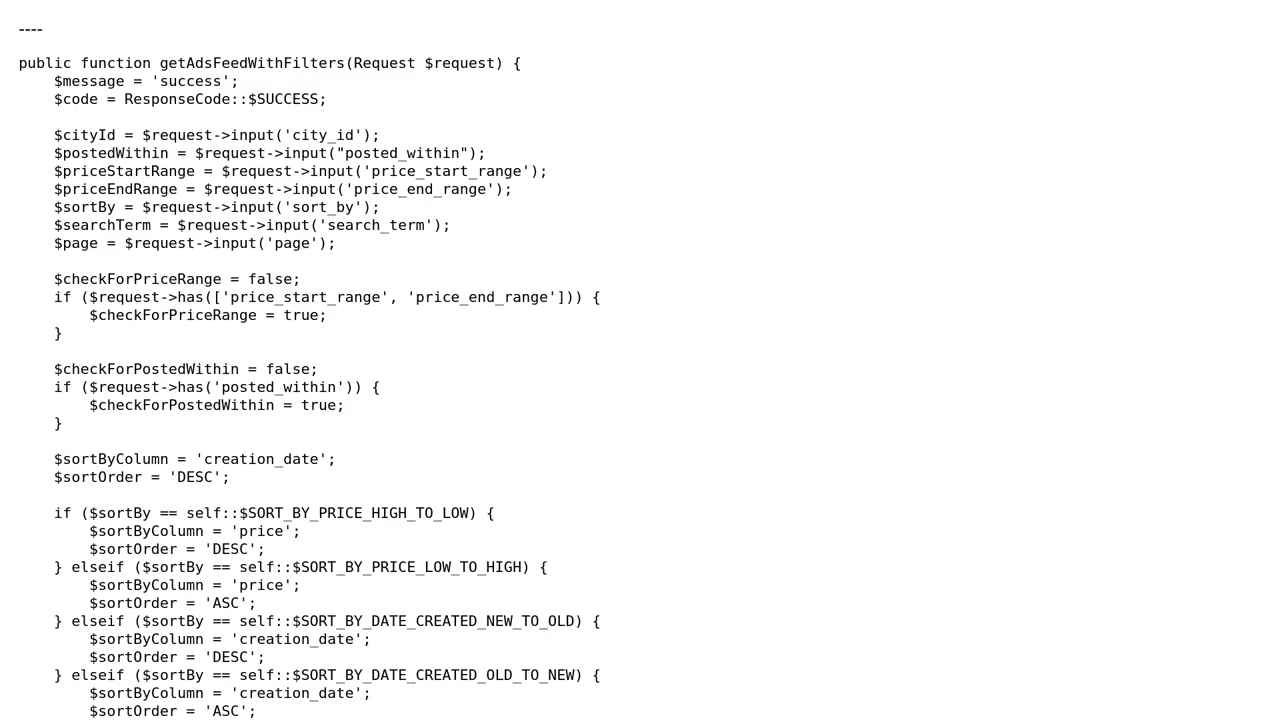 ----
public function getAdsFeedWithFilters(Request $request) {
    $message = 'success';
    $code = ResponseCode::$SUCCESS;

    $cityId = $request->input('city_id');
    $postedWithin = $request->input("posted_within");
    $priceStartRange = $request->input('price_start_range');
    $priceEndRange = $request->input('price_end_range');
    $sortBy = $request->input('sort_by');
    $searchTerm = $request->input('search_term');
    $page = $request->input('page');

    $checkForPriceRange = false;
    if ($request->has(['price_start_range', 'price_end_range'])) {
        $checkForPriceRange = true;
    }

    $checkForPostedWithin = false;
    if ($request->has('posted_within')) {
        $checkForPostedWithin = true;
    }

    $sortByColumn = 'creation_date';
    $sortOrder = 'DESC';

    if ($sortBy == self::$SORT_BY_PRICE_HIGH_TO_LOW) {
        $sortByColumn = 'price';
        $sortOrder = 'DESC';
    } elseif ($sortBy == self::$SORT_BY_PRICE_LOW_TO_HIGH) {
        $sortByColumn = 'price';
        $sortOrder = 'ASC';
    } elseif ($sortBy == self::$SORT_BY_DATE_CREATED_NEW_TO_OLD) {
        $sortByColumn = 'creation_date';
        $sortOrder = 'DESC';
    } elseif ($sortBy == self::$SORT_BY_DATE_CREATED_OLD_TO_NEW) {
        $sortByColumn = 'creation_date';
        $sortOrder = 'ASC';